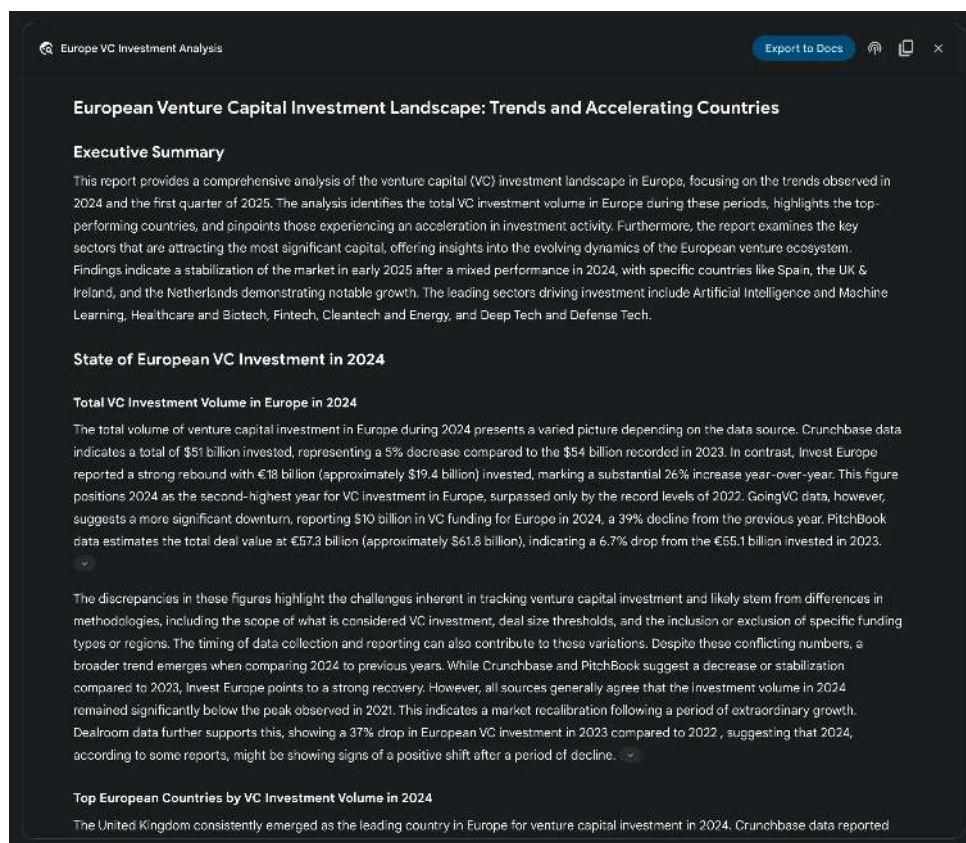 Europe VC Investment Analysis
Export to Docs
European Venture Capital Investment Landscape: Trends and Accelerating Countries
Executive Summary
This report provides a comprehensive analysis of the venture capital (VC) investment landscape in Europe, focusing on the trends observed in
2024 and the first quarter of 2025. The analysis identifies the total VC investment volume in Europe during these periods, highlights the top-
performing countries, and pinpoints those experiencing an acceleration in investment activity. Furthermore, the report examines the key
sectors that are attracting the most significant capital, offering insights into the evolving dynamics of the European venture ecosystem.
Findings indicate a stabilization of the market in early 2025 after a mixed performance in 2024, with specific countries like Spain, the UK &
Ireland, and the Netherlands demonstrating notable growth. The leading sectors driving investment include Artificial Intelligence and Machine
Learning, Healthcare and Biotech, Fintech, Cleantech and Energy, and Deep Tech and Defense Tech.
State of European VC Investment in 2024
Total VC Investment Volume in Europe in 2024
The total volume of venture capital investment in Europe during 2024 presents a varied picture depending on the data source. Crunchbase data
indicates a total of $51 billion invested, representing a 5% decrease compared to the $54 billion recorded in 2023. In contrast, Invest Europe
reported a strong rebound with €18 billion (approximately $19.4 billion) invested, marking a substantial 26% increase year-over-year. This figure
positions 2024 as the second-highest year for VC investment in Europe, surpassed only by the record levels of 2022. GoingVC data, however,
suggests a more significant downturn, reporting $10 billion in VC funding for Europe in 2024, a 39% decline from the previous year. PitchBook
data estimates the total deal value at €57.3 billion (approximately $61.8 billion), indicating a 6.7% drop from the €55.1 billion invested in 2023.
The discrepancies in these figures highlight the challenges inherent in tracking venture capital investment and likely stem from differences in
methodologies, including the scope of what is considered VC investment, deal size thresholds, and the inclusion or exclusion of specific funding
types or regions. The timing of data collection and reporting can also contribute to these variations. Despite these conflicting numbers, a
broader trend emerges when comparing 2024 to previous years. While Crunchbase and PitchBook suggest a decrease or stabilization
compared to 2023, Invest Europe points to a strong recovery. However, all sources generally agree that the investment volume in 2024
remained significantly below the peak observed in 2021. This indicates a market recalibration following a period of extraordinary growth.
Dealroom data further supports this, showing a 37% drop in European VC investment in 2023 compared to 2022 , suggesting that 2024,
according to some reports, might be showing signs of a positive shift after a period of decline.
Top European Countries by VC Investment Volume in 2024
The United Kingdom consistently emerged as the leading country in Europe for venture capital investment in 2024. Crunchbase data reported